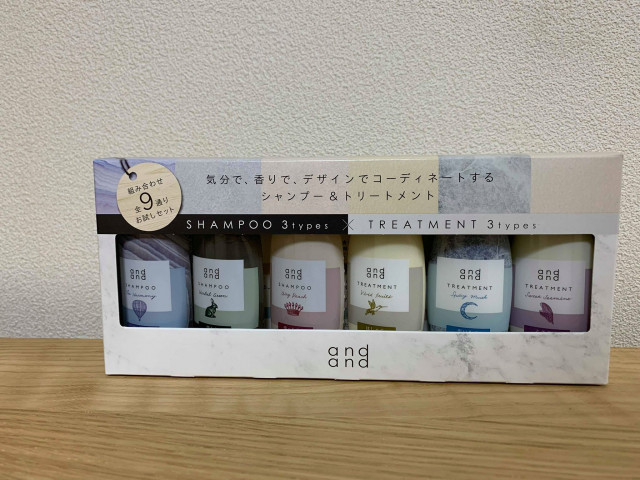 組み合わせ
全9通り
お試しセット
気分で、香りで、デザインでコーディネートする
シャンプー＆トリートメント
SHAMPOO 3types × TREATMENT 3types
and
and
SHAMPOO
and
and
SHAMPOO
and
and
SHAMPOO
and
and
TREATMENT
and
and
TREATMENT
and
and
TREATMENT
and
and